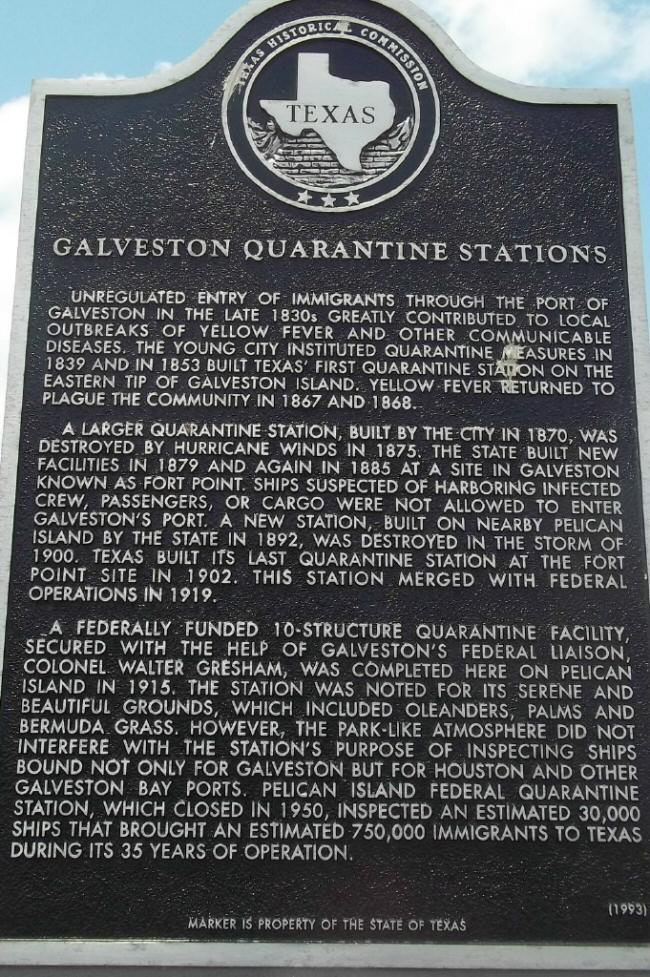 TEXAS HISTORICAL COMMISSION
TEXAS
GALVESTON QUARANTINE STATIONS
UNREGULATED ENTRY OF IMMIGRANTS THROUGH THE PORT OF
GALVESTON IN THE LATE 1830s GREATLY CONTRIBUTED TO LOCAL
OUTBREAKS OF YELLOW FEVER AND OTHER COMMUNICABLE
DISEASES. THE YOUNG CITY INSTITUTED QUARANTINE MEASURES IN
1839 AND IN 1853 BUILT TEXAS' FIRST QUARANTINE STATION ON THE
EASTERN TIP OF GALVESTON ISLAND. YELLOW FEVER RETURNED TO
PLAGUE THE COMMUNITY IN 1867 AND 1868.
A LARGER QUARANTINE STATION, BUILT BY THE CITY IN 1870, WAS
DESTROYED BY HURRICANE WINDS IN 1875. THE STATE BUILT NEW
FACILITIES IN 1879 AND AGAIN IN 1885 AT A SITE IN GALVESTON
KNOWN AS FORT POINT. SHIPS SUSPECTED OF HARBORING INFECTED
CREW, PASSENGERS, OR CARGO WERE NOT ALLOWED TO ENTER
GALVESTON'S PORT. A NEW STATION, BUILT ON NEARBY PELICAN
ISLAND BY THE STATE IN 1892, WAS DESTROYED IN THE STORM OF
1900. TEXAS BUILT ITS LAST QUARANTINE STATION AT THE FORT
POINT SITE IN 1902. THIS STATION MERGED WITH FEDERAL
OPERATIONS IN 1919.
A FEDERALLY FUNDED 10-STRUCTURE QUARANTINE FACILITY,
SECURED WITH THE HELP OF GALVESTON'S FEDERAL LIAISON,
COLONEL WALTER GRESHAM, WAS COMPLETED HERE ON PELICAN
ISLAND IN 1915. THE STATION WAS NOTED FOR ITS SERENE AND
BEAUTIFUL GROUNDS, WHICH INCLUDED OLEANDERS, PALMS AND
BERMUDA GRASS. HOWEVER, THE PARK-LIKE ATMOSPHERE DID NOT
INTERFERE WITH THE STATION'S PURPOSE OF INSPECTING SHIPS
BOUND NOT ONLY FOR GALVESTON BUT FOR HOUSTON AND OTHER
GALVESTON BAY PORTS. PELICAN ISLAND FEDERAL QUARANTINE
STATION, WHICH CLOSED IN 1950, INSPECTED AN ESTIMATED 30,000
SHIPS THAT BROUGHT AN ESTIMATED 750,000 IMMIGRANTS TO TEXAS
DURING ITS 35 YEARS OF OPERATION.
(1993)
MARKER IS PROPERTY OF THE STATE OF TEXAS